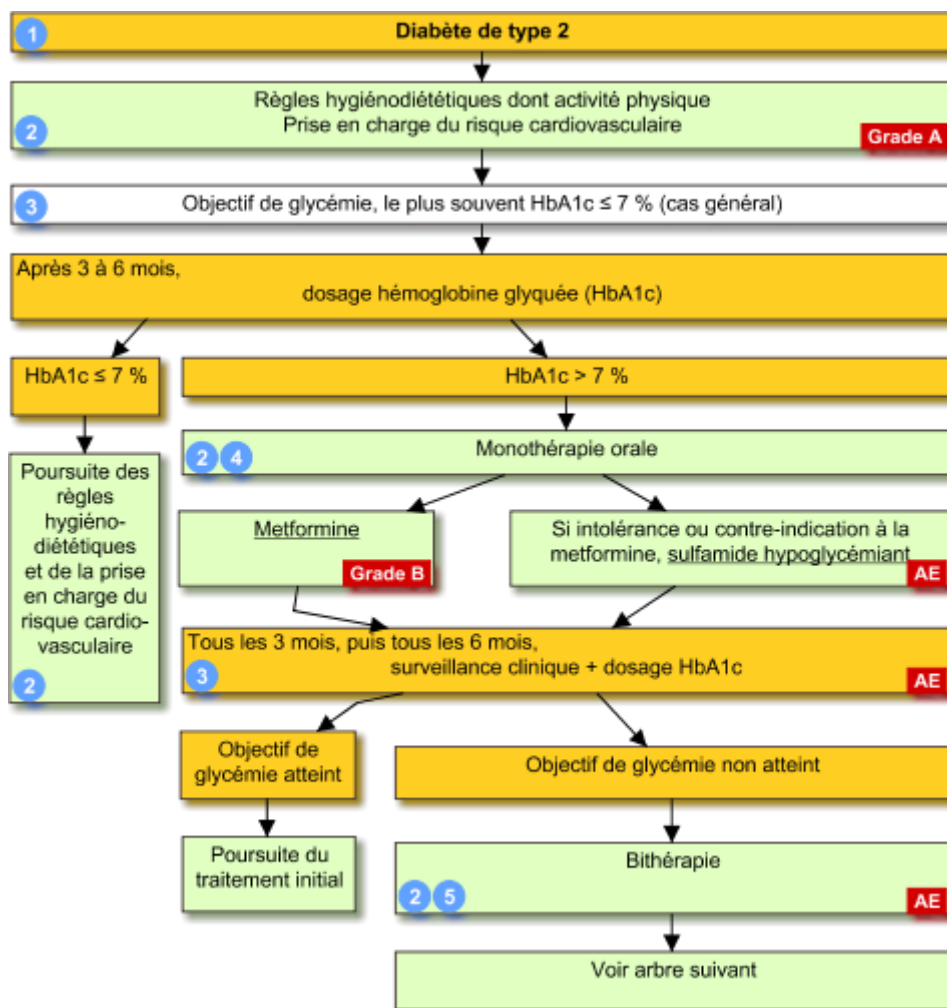 1
Diabète de type 2
Règles hygiénodiététiques dont activité physique
Prise en charge du risque cardiovasculaire
2
Grade A
3
Objectif de glycémie, le plus souvent HbA1c ≤ 7 % (cas général)
Après 3 à 6 mois,
dosage hémoglobine glyquée (HbA1c)
HbA1c ≤ 7 %
HbA1c > 7 %
Poursuite des
règles
hygiéno-
diététiques
et de la prise
en charge du
risque cardio-
vasculaire
2
2 4
Monothérapie orale
Metformine
Grade B
Si intolérance ou contre-indication à la
metformine, sulfamide hypoglycémiant
AE
Tous les 3 mois, puis tous les 6 mois,
surveillance clinique + dosage HbA1c
3
AE
Objectif de
glycémie atteint
Objectif de glycémie non atteint
Poursuite du
traitement initial
Bithérapie
2 5
AE
Voir arbre suivant